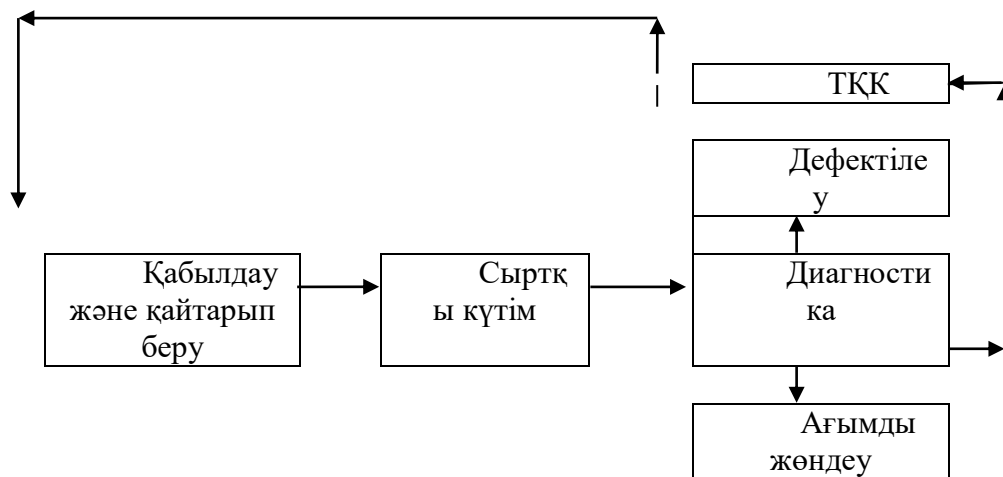 ТҚК
Дефектіле
у
Қабылдау
және қайтарып
беру
Сыртқ
ы күтім
Диагности
ка
Ағымды
жөндеу